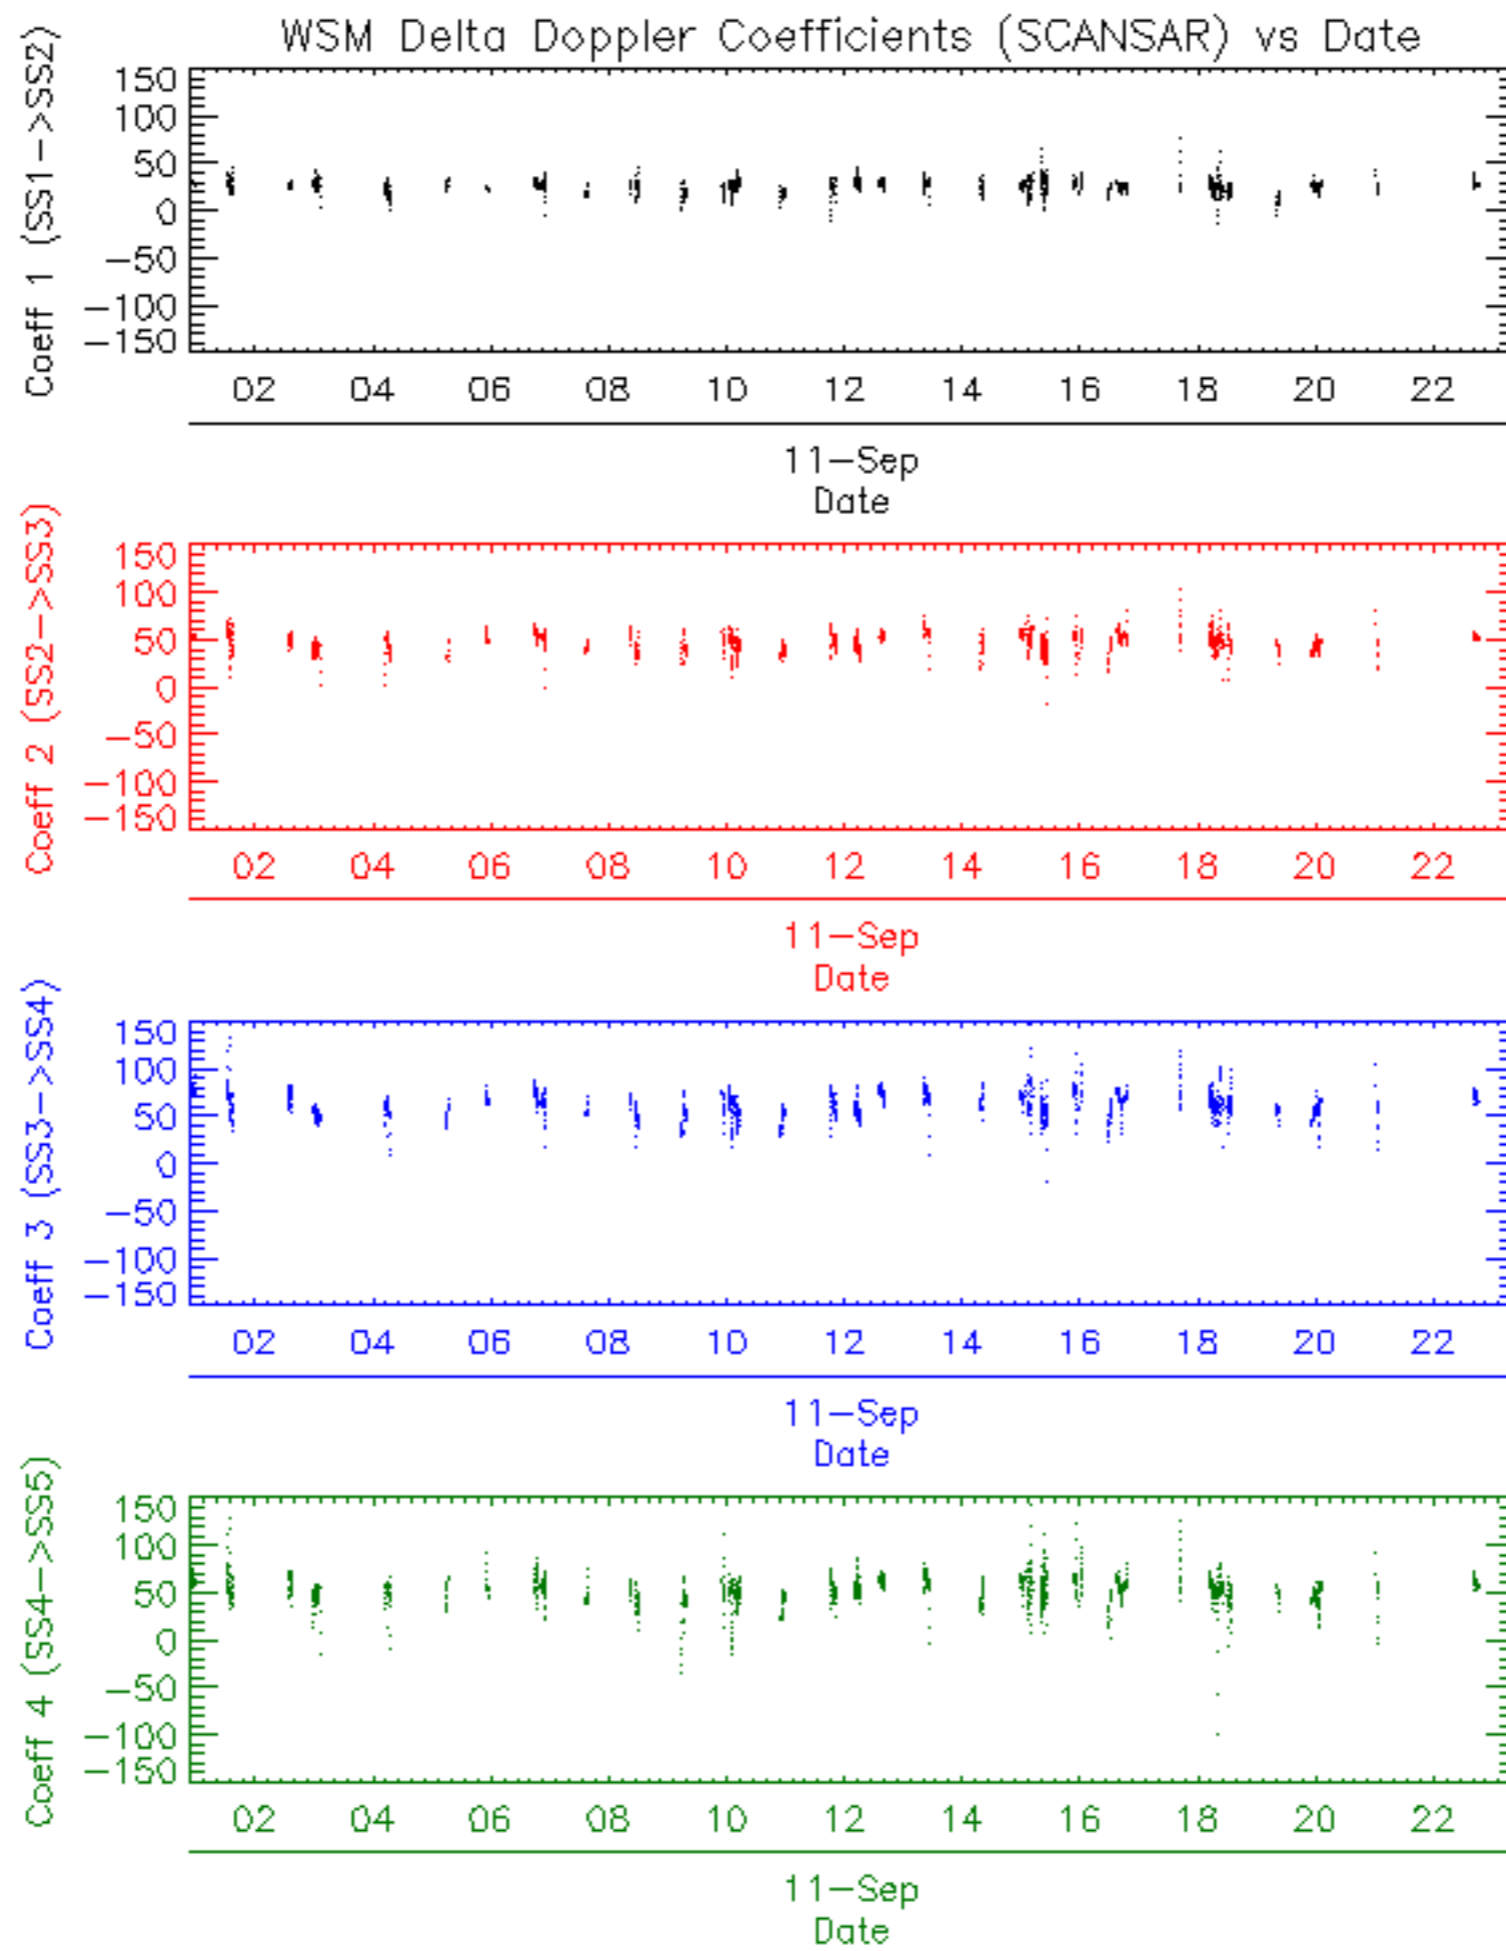 WSM Delta Doppler Coefficients (SCANSAR) vs Date
Coeff 1 (SS1->SS2)
150
100
50
0
-50
-100
-150
02 04 06 08 10 12 14 16 18 20 22
11-Sep
Date
Coeff 2 (SS2->SS3)
150
100
50
0
-50
-100
-150
02 04 06 08 10 12 14 16 18 20 22
11-Sep
Date
Coeff 3 (SS3->SS4)
150
100
50
0
-50
-100
-150
02 04 06 08 10 12 14 16 18 20 22
11-Sep
Date
Coeff 4 (SS4->SS5)
150
100
50
0
-50
-100
-150
02 04 06 08 10 12 14 16 18 20 22
11-Sep
Date